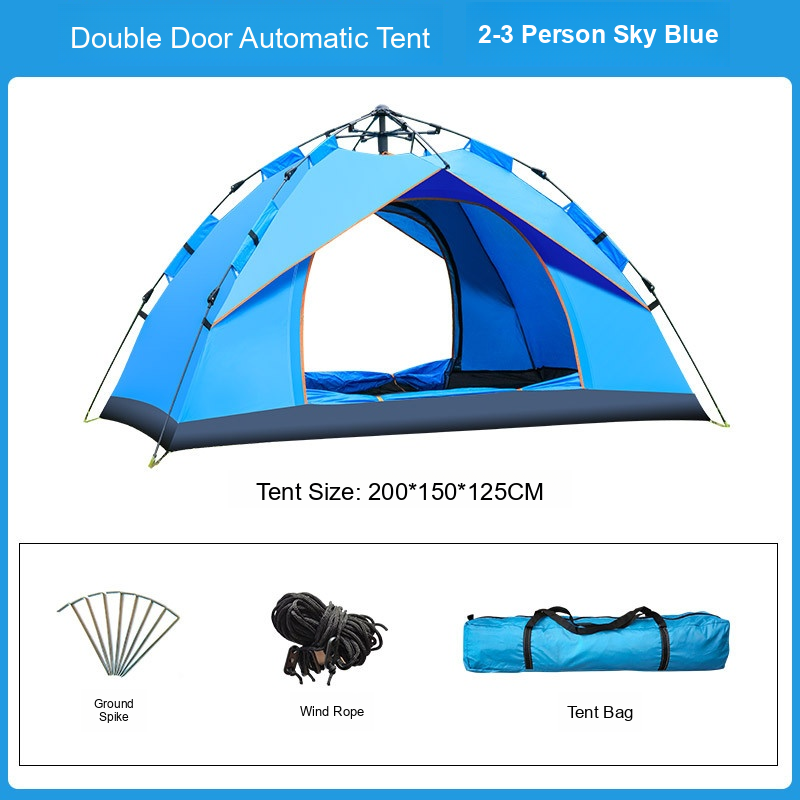 Double Door Automatic Tent
2-3 Person Sky Blue
Tent Size: 200*150*125CM
Ground
Spike
Wind Rope
Tent Bag